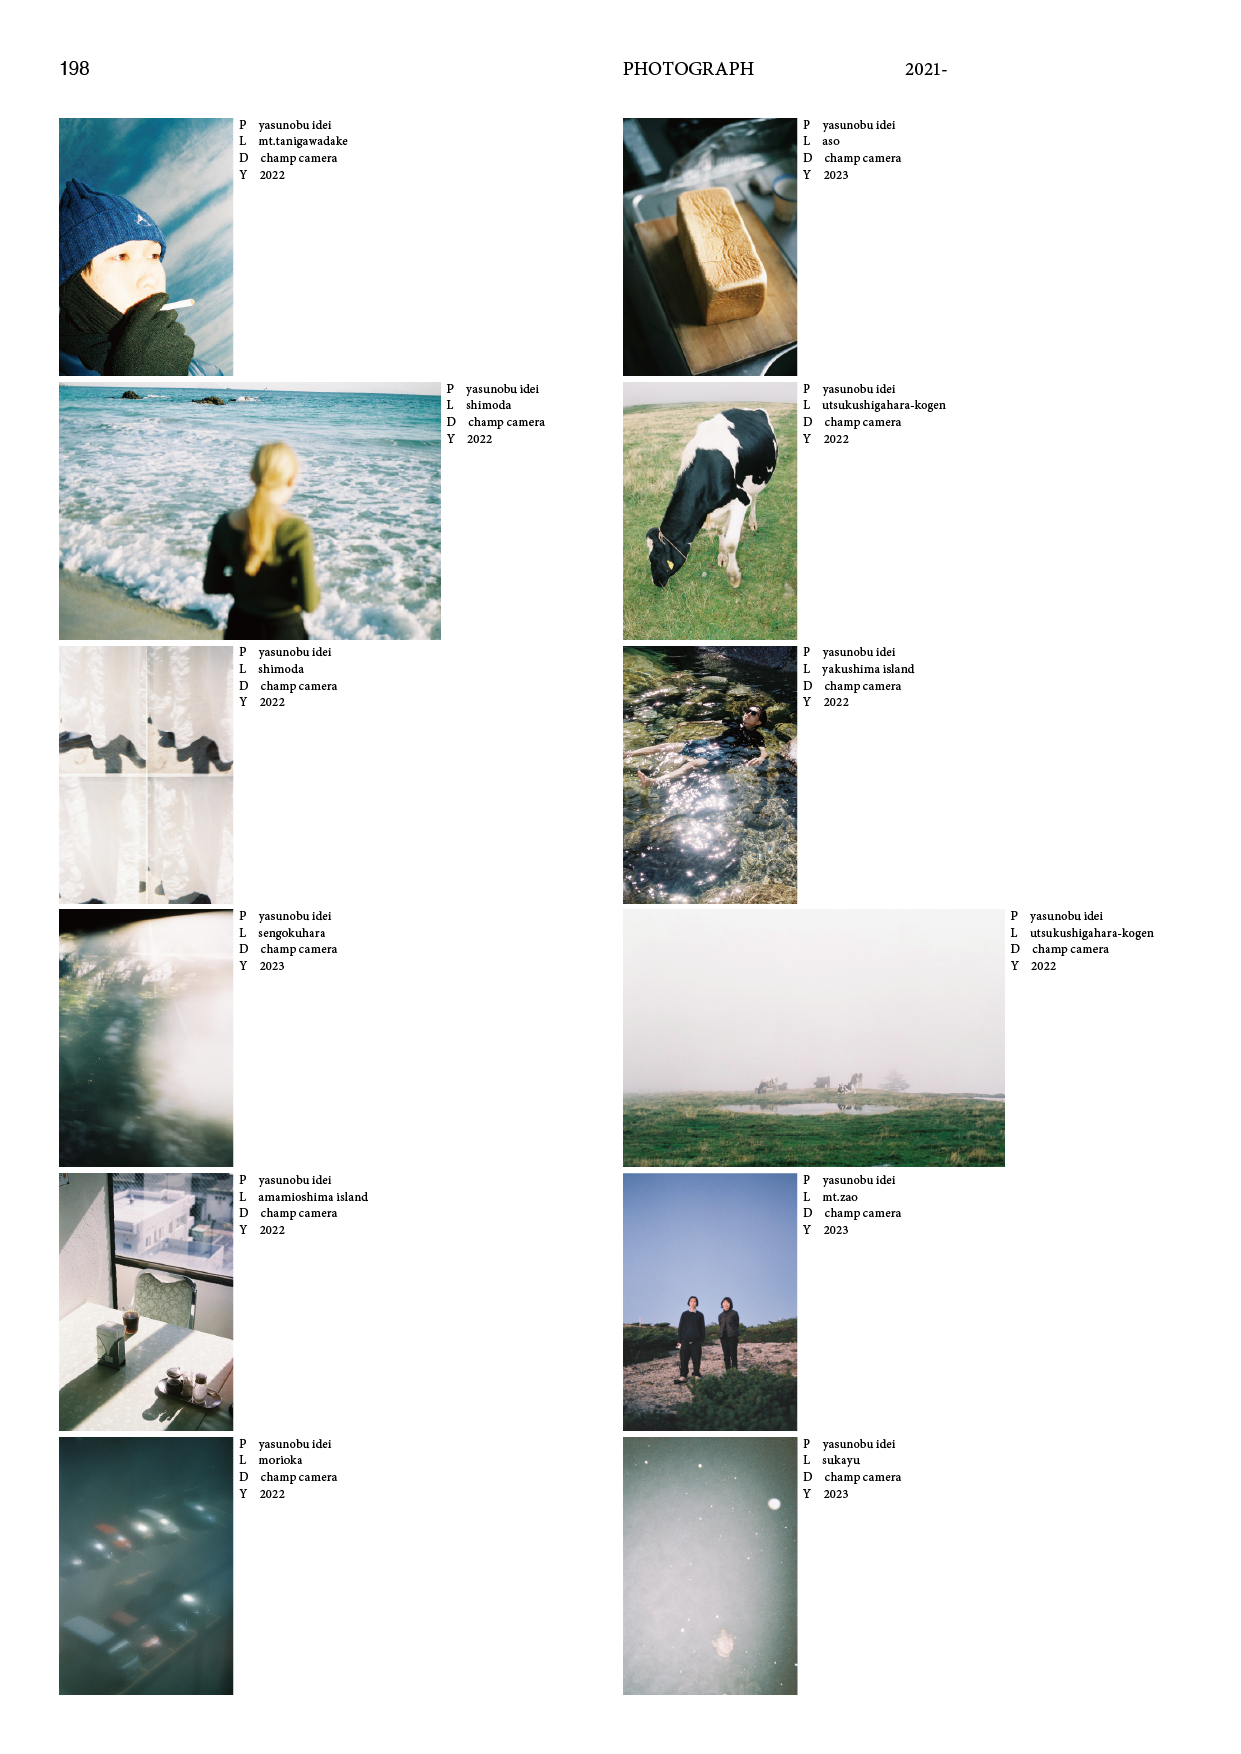 198
PHOTOGRAPH 2021-
P yasunobu idei
L mt.tanigawadake
D champ camera
Y 2022
P yasunobu idei
L shimoda
D champ camera
Y 2022
P yasunobu idei
L shimoda
D champ camera
Y 2022
P yasunobu idei
L sengokuhara
D champ camera
Y 2023
P yasunobu idei
L amamioshima island
D champ camera
Y 2022
P yasunobu idei
L morioka
D champ camera
Y 2022
P yasunobu idei
L aso
D champ camera
Y 2023
P yasunobu idei
L utsukushigahara-kogen
D champ camera
Y 2022
P yasunobu idei
L yakushima island
D champ camera
Y 2022
P yasunobu idei
L utsukushigahara-kogen
D champ camera
Y 2022
P yasunobu idei
L mt.zao
D champ camera
Y 2023
P yasunobu idei
L sukayu
D champ camera
Y 2023